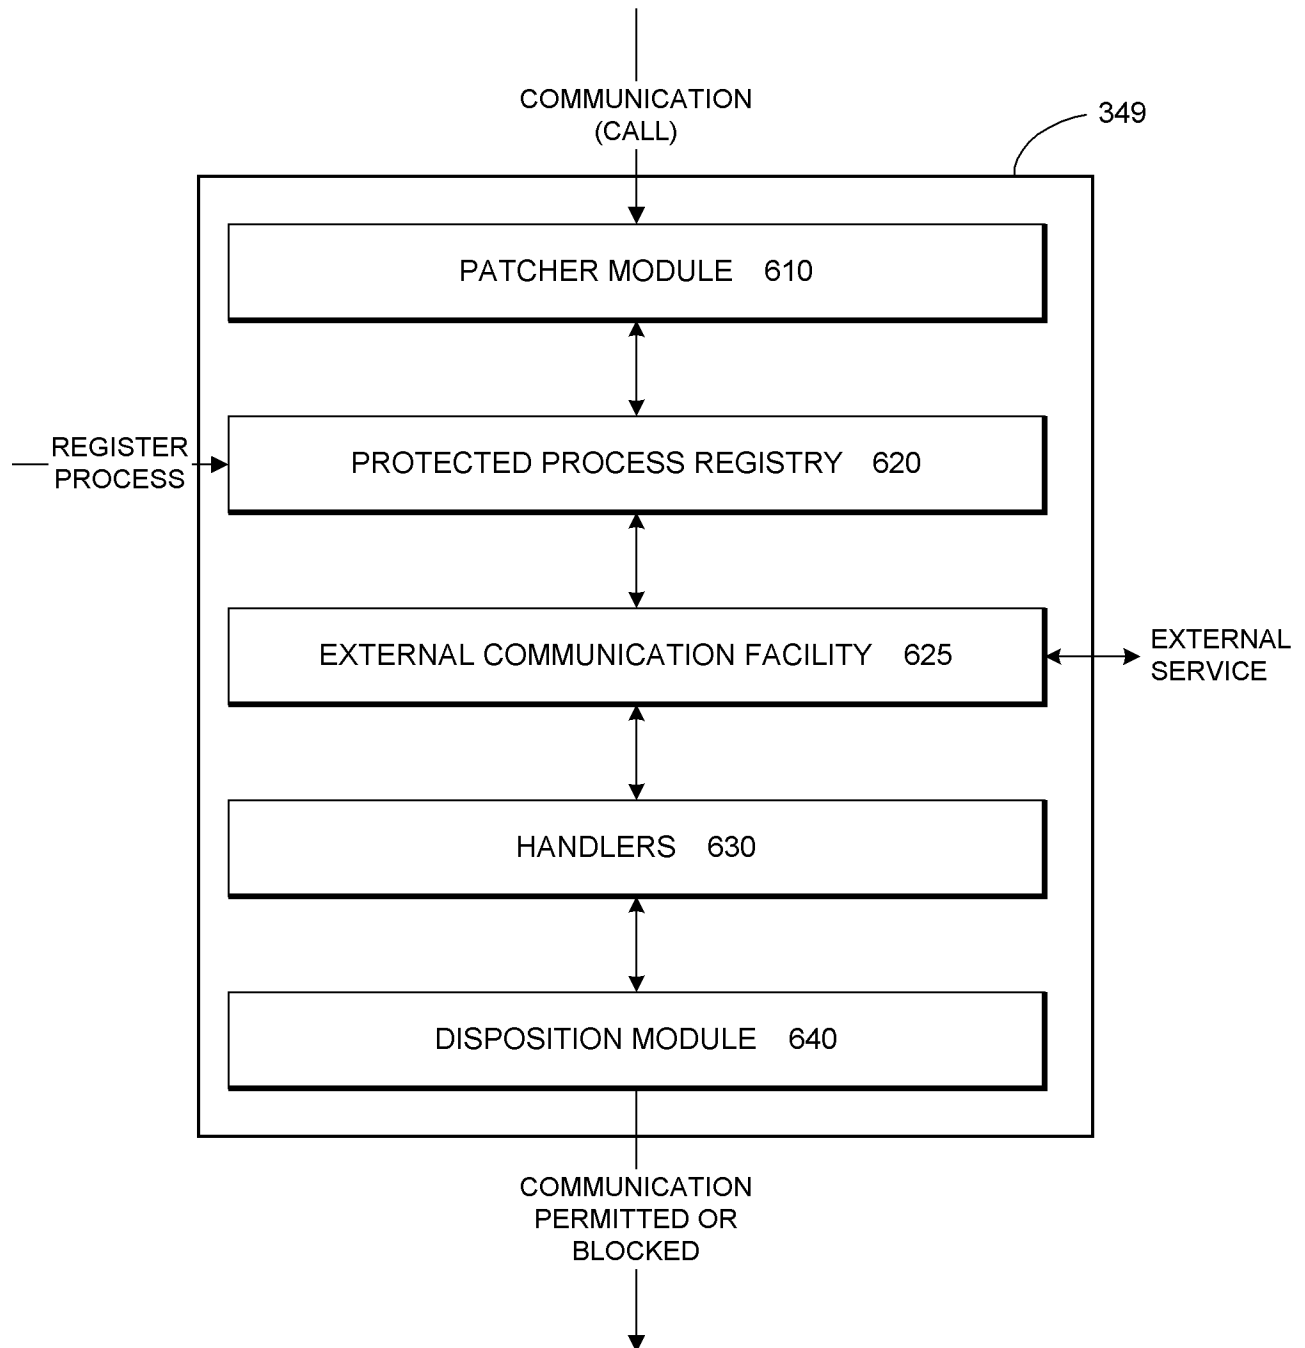 COMMUNICATION
(CALL)
349
PATCHER MODULE 610
REGISTER
PROCESS
PROTECTED PROCESS REGISTRY 620
EXTERNAL COMMUNICATION FACILITY 625
EXTERNAL
SERVICE
HANDLERS 630
DISPOSITION MODULE 640
COMMUNICATION
PERMITTED OR
BLOCKED